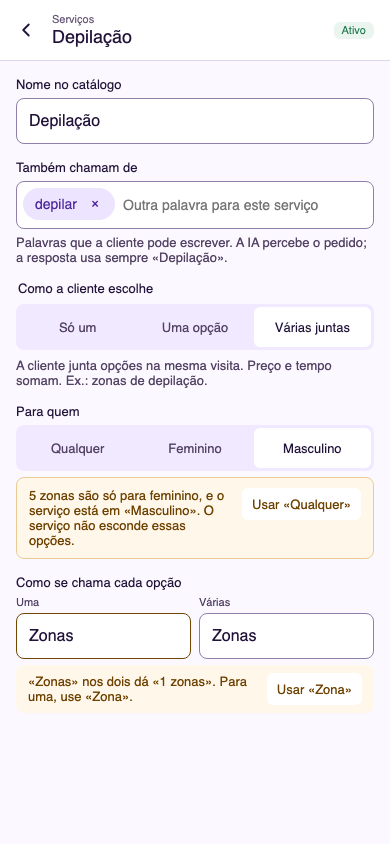 Serviços
Depilação
Ativo
Nome no catálogo
Depilação
Também chamam de
depilar ×
Outra palavra para este serviço
Palavras que a cliente pode escrever. A IA percebe o pedido;
a resposta usa sempre «Depilação».
Como a cliente escolhe
Só um
Uma opção
Várias juntas
A cliente junta opções na mesma visita. Preço e tempo
somam. Ex.: zonas de depilação.
Para quem
Qualquer
Feminino
Masculino
5 zonas são só para feminino, e o
serviço está em «Masculino». O
serviço não esconde essas
opções.
Usar «Qualquer»
Como se chama cada opção
Uma
Várias
Zonas
Zonas
«Zonas» nos dois dá «1 zonas». Para
uma, use «Zona».
Usar «Zona»